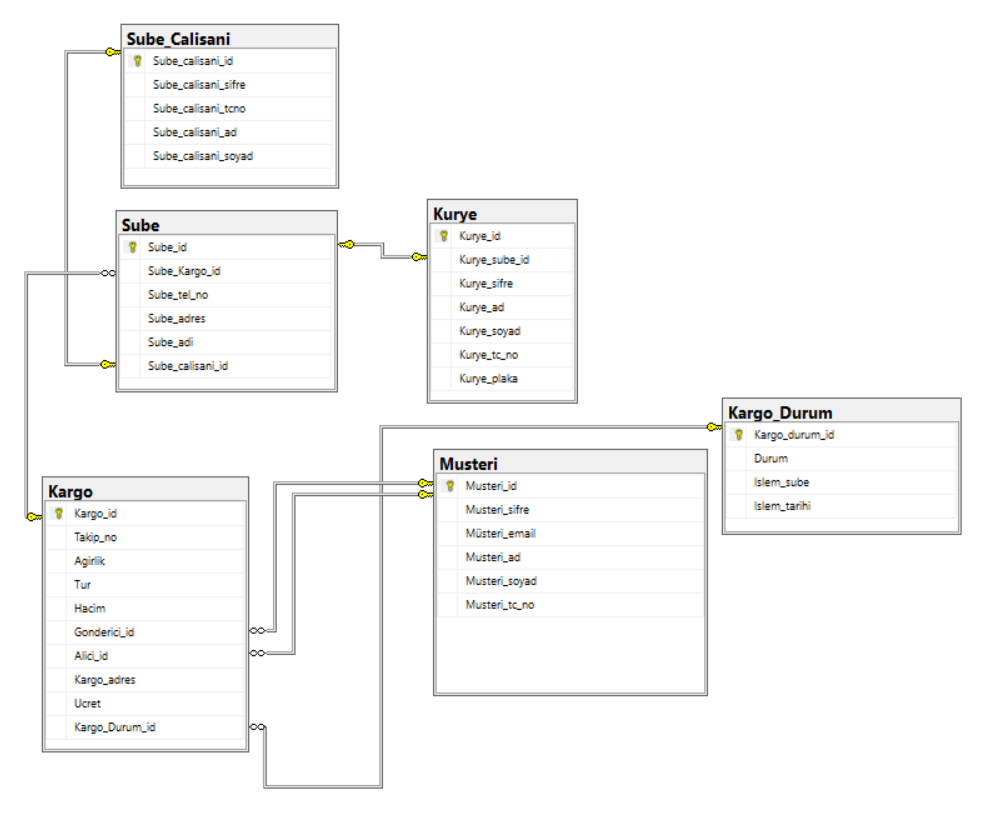 Sube_Calisani
Sube_calisani_id
Sube_calisani_sifre
Sube_calisani_tcno
Sube_calisani_ad
Sube_calisani_soyad
Sube
Sube_id
Sube_Kargo_id
Sube_tel_no
Sube_adres
Sube_adi
Sube_calisani_id
Kurye
Kurye_id
Kurye_sube_id
Kurye_sifre
Kurye_ad
Kurye_soyad
Kurye_tc_no
Kurye_plaka
Kargo_Durum
Kargo_durum_id
Durum
Islem_sube
Islem_tarihi
Musteri
Musteri_id
Musteri_sifre
Müsteri_email
Musteri_ad
Musteri_soyad
Musteri_tc_no
Kargo
Kargo_id
Takip_no
Agirlik
Tur
Hacim
Gonderici_id
Alici_id
Kargo_adres
Ucret
Kargo_Durum_id